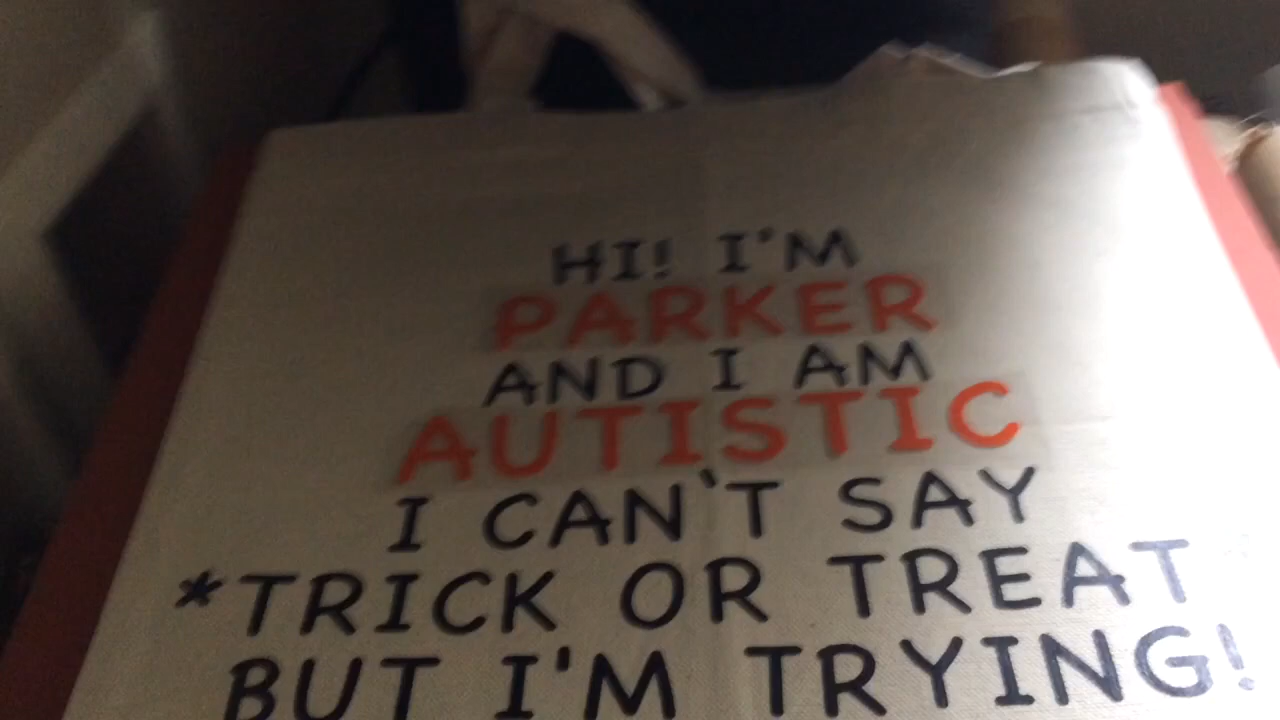 HI! I'M
PARKER
AND I AM
AUTISTIC
I CAN'T SAY
*TRICK OR TREAT
BUT I'M TRYING!